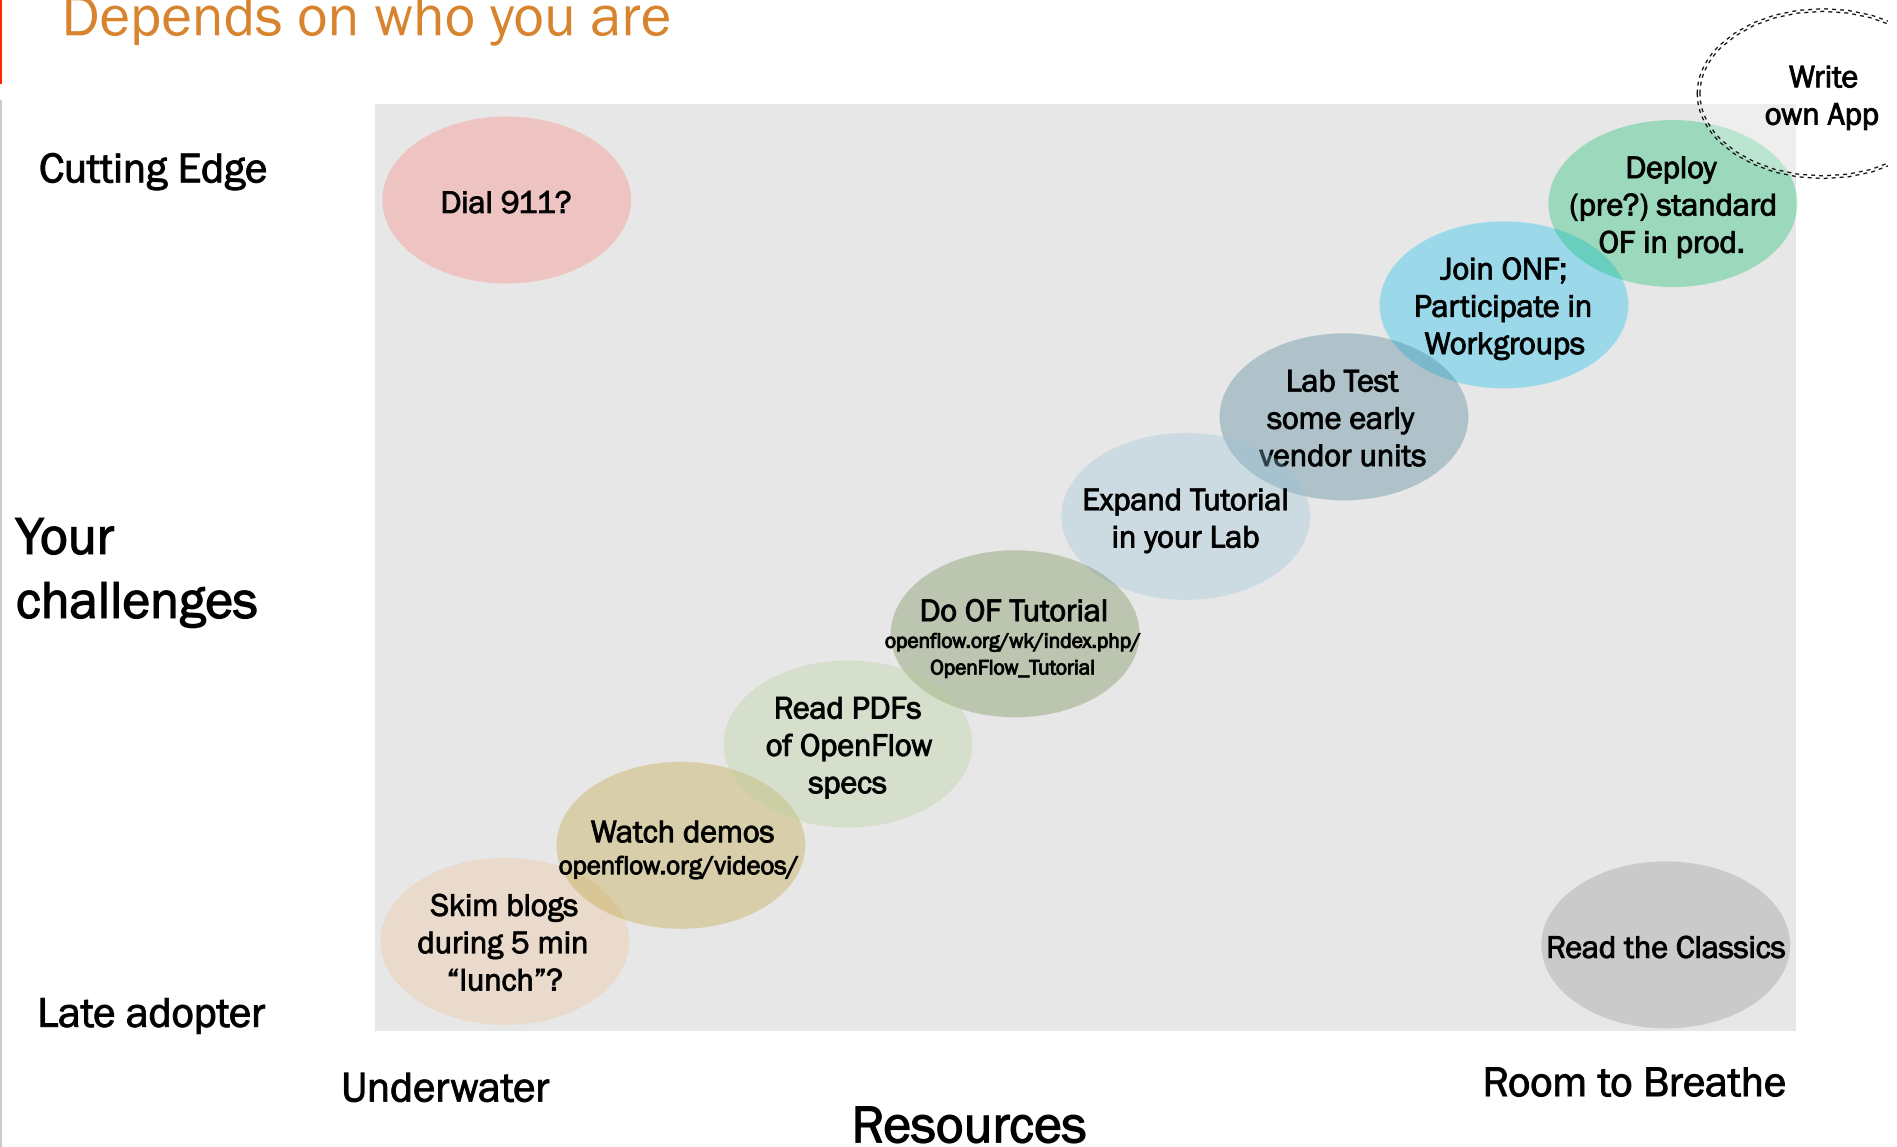 Depends on who you are
Write
own App
Cutting Edge
Dial 911?
Deploy
(pre?) standard
OF in prod.
Join ONF;
Participate in
Workgroups
Lab Test
some early
vendor units
Expand Tutorial
in your Lab
Your
challenges
Do OF Tutorial
openflow.org/wk/index.php/
OpenFlow_Tutorial
Read PDFs
of OpenFlow
specs
Watch demos
openflow.org/videos/
Skim blogs
during 5 min
“lunch”?
Read the Classics
Late adopter
Underwater
Room to Breathe
Resources